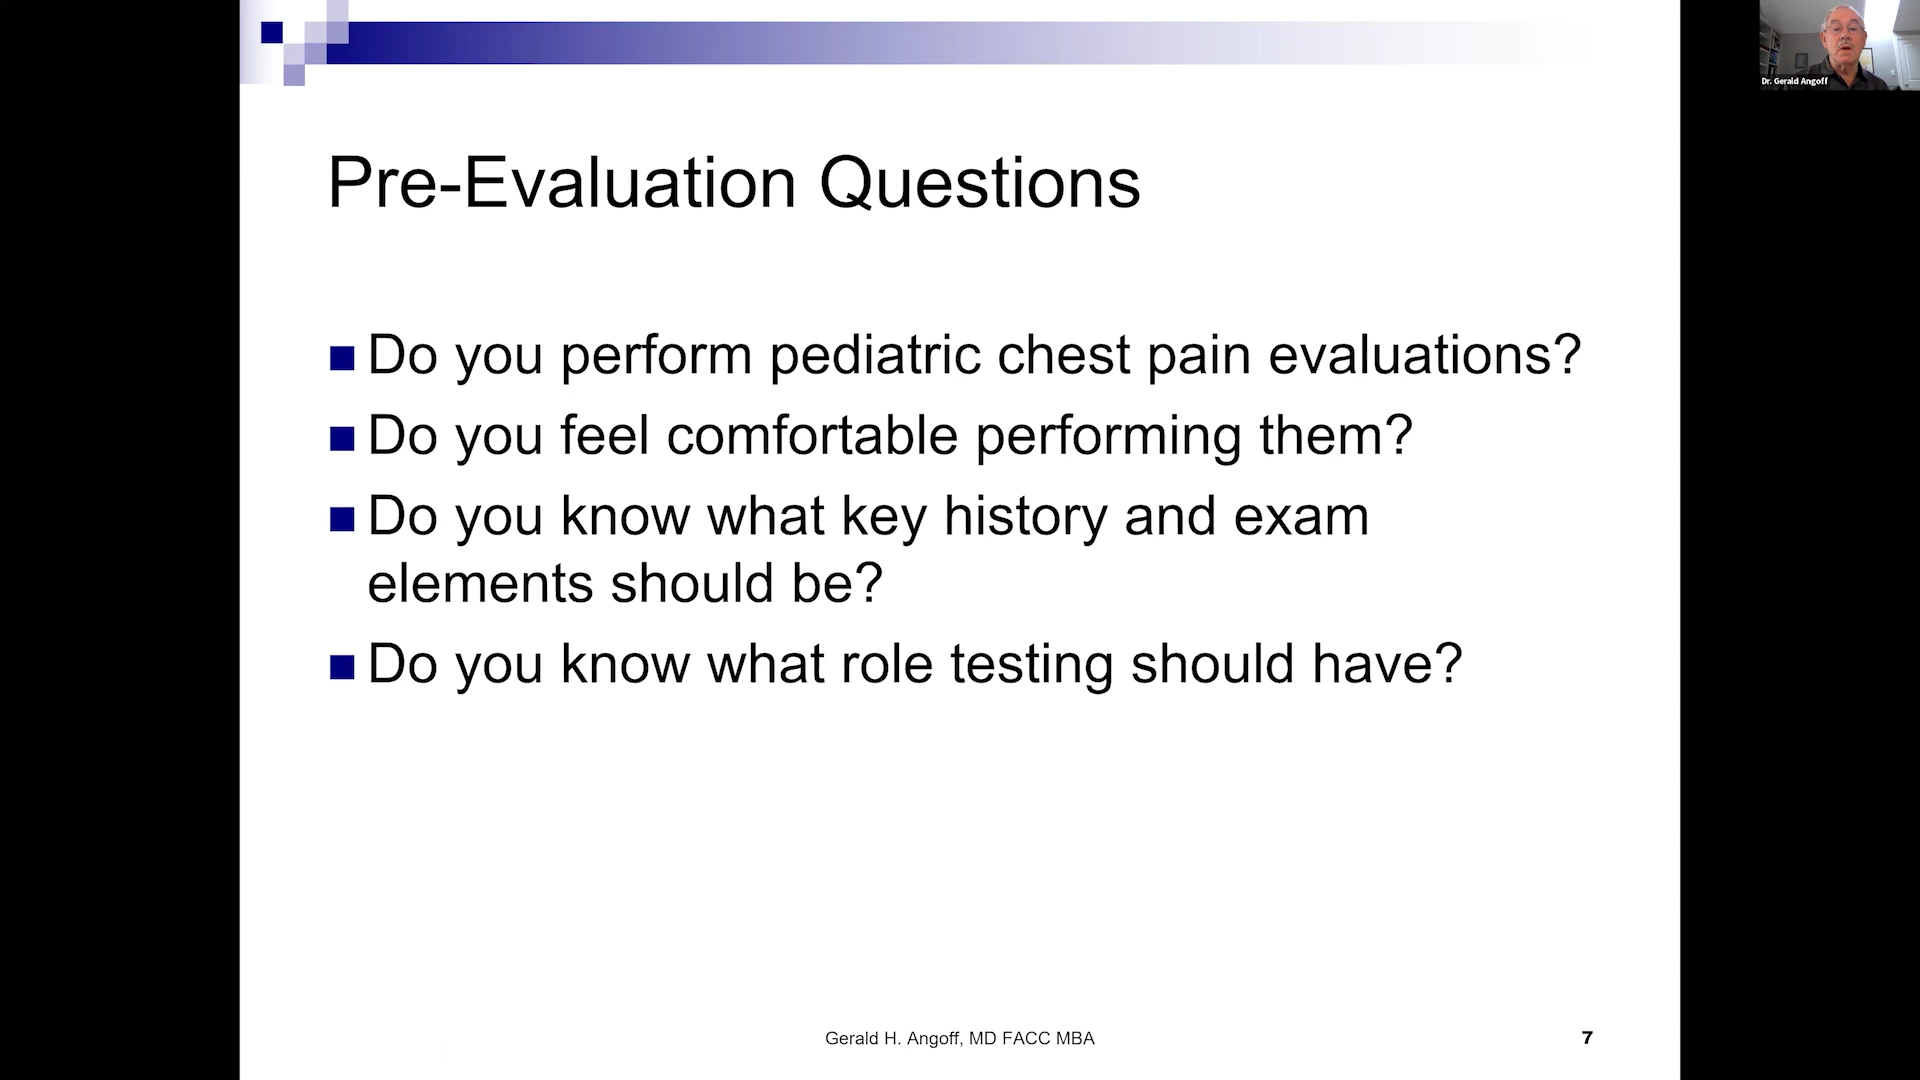 Dr. Gerald Angoff
Pre-Evaluation Questions
Do you perform pediatric chest pain evaluations?
Do you feel comfortable performing them?
Do you know what key history and exam
elements should be?
Do you know what role testing should have?
Gerald H. Angoff, MD FACC MBA
7